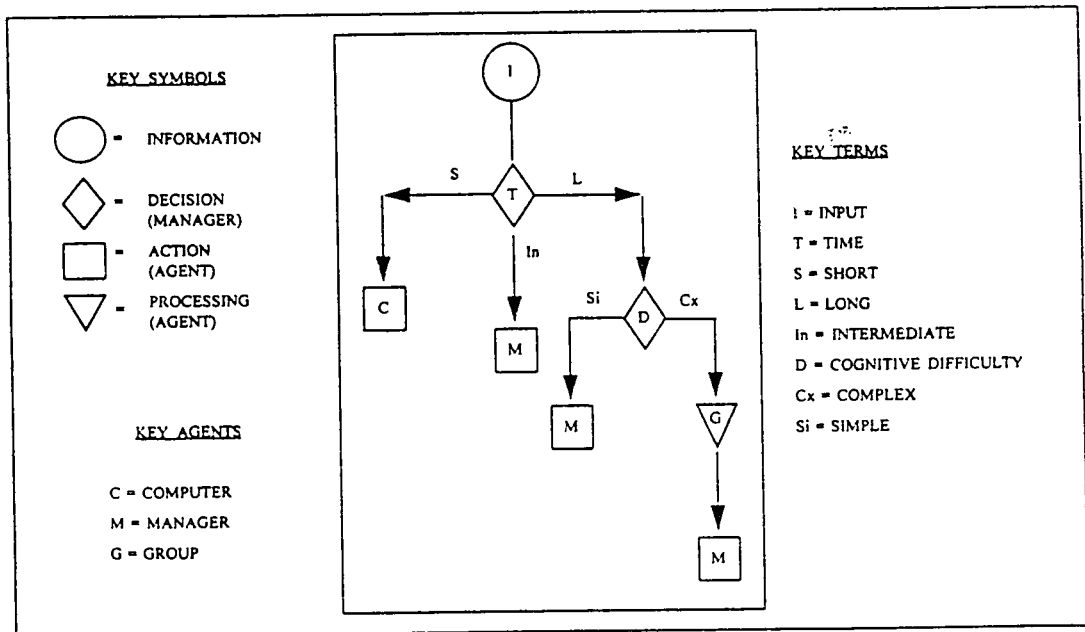 KEY SYMBOLS
= INFORMATION
= DECISION
(MANAGER)
= ACTION
(AGENT)
= PROCESSING
(AGENT)
KEY AGENTS
C = COMPUTER
M = MANAGER
G = GROUP
I
S
T
L
In
C
M
Si
D
Cx
M
G
M
KEY TERMS
I = INPUT
T = TIME
S = SHORT
L = LONG
In = INTERMEDIATE
D = COGNITIVE DIFFICULTY
Cx = COMPLEX
Si = SIMPLE